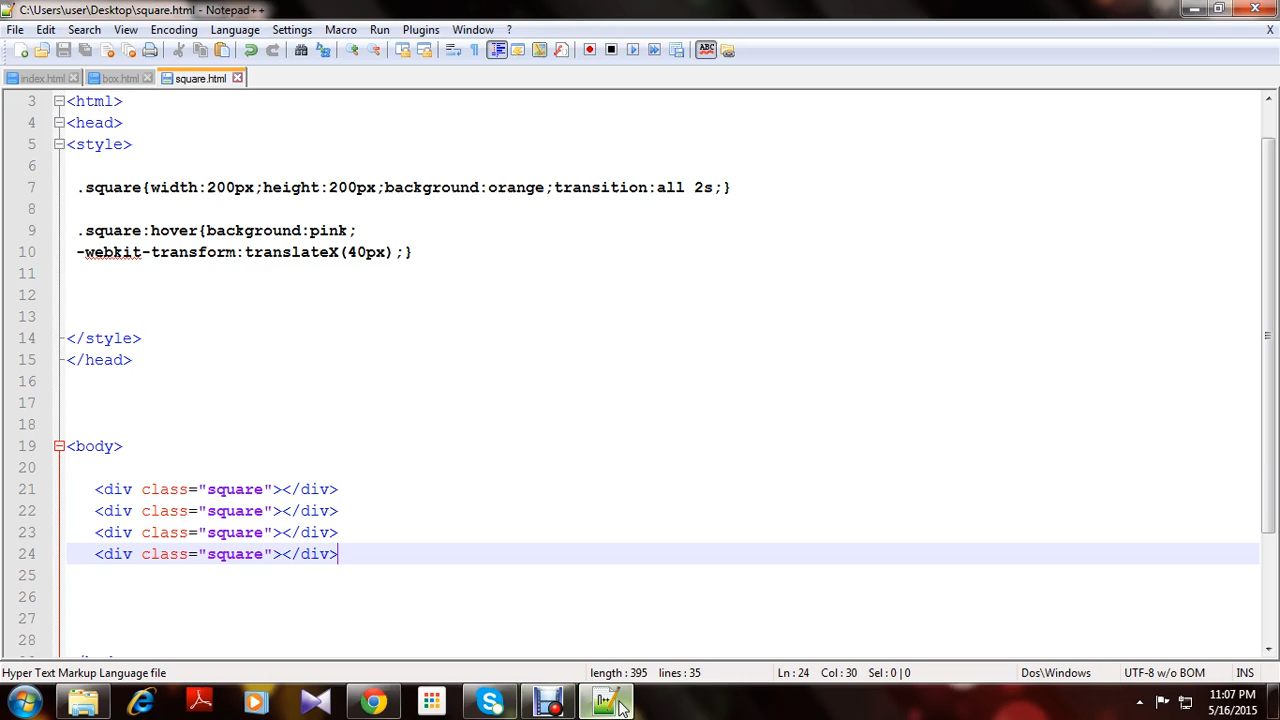 C:\Users\user\Desktop\square.html - Notepad++
File Edit Search View Encoding Language Settings Macro Run Plugins Window ? X
ABC
index.html box.html square.html
3 <html>
4 <head>
5 <style>
6
7 .square{width:200px;height:200px;background:orange;transition:all 2s;}
8
9 .square:hover{background:pink;
10 -webkit-transform:translateX(40px);}
11
12
13
14 </style>
15 </head>
16
17
18
19 <body>
20
21 <div class="square"></div>
22 <div class="square"></div>
23 <div class="square"></div>
24 <div class="square"></div>
25
26
27
28
Hyper Text Markup Language file length : 395 lines : 35 Ln : 24 Col : 30 Sel : 0 | 0 Dos\Windows UTF-8 w/o BOM INS
11:07 PM
5/16/2015